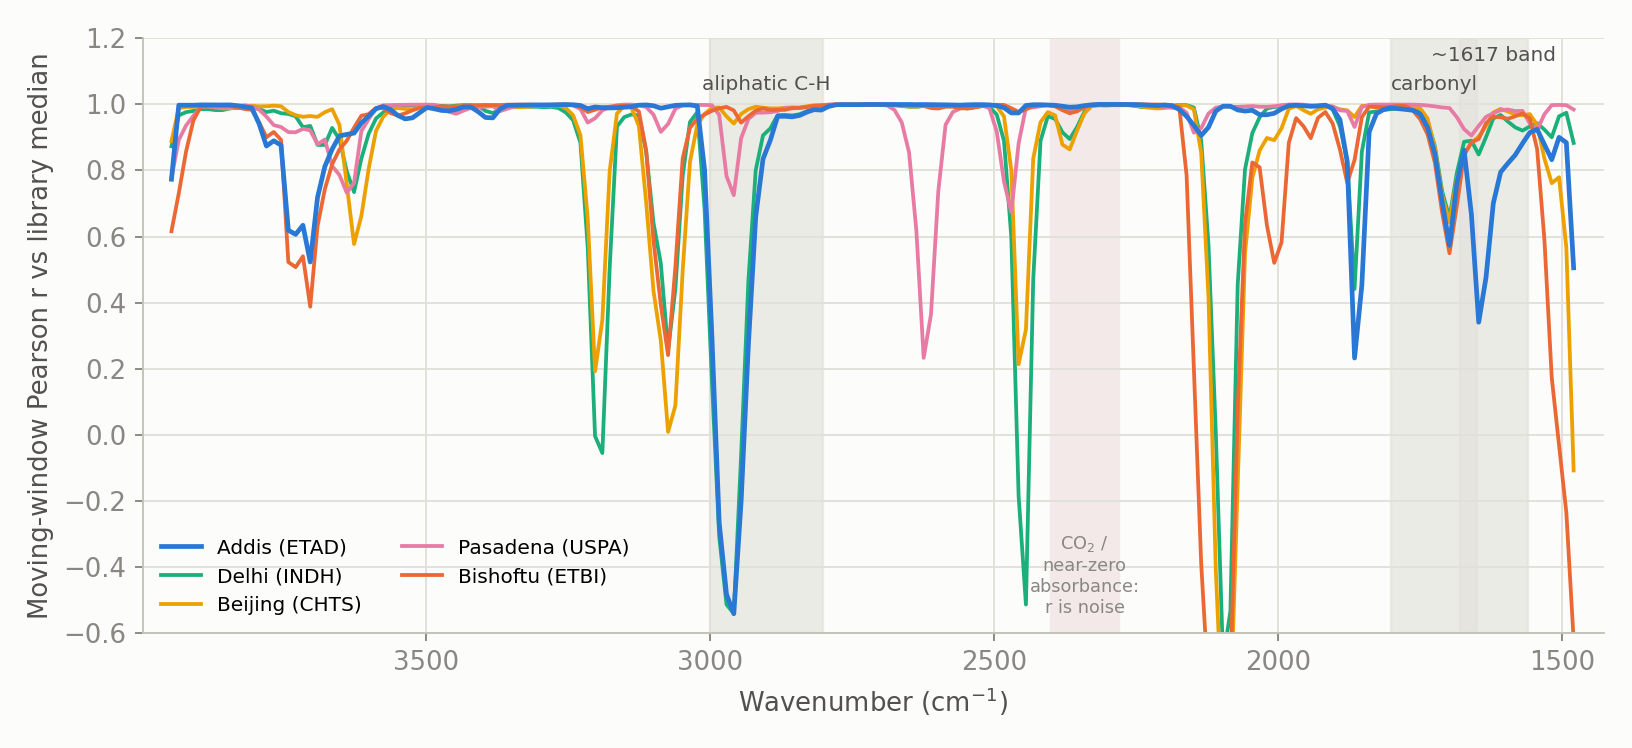 1.2
1.0
0.8
0.6
0.4
0.2
0.0
−0.2
−0.4
−0.6
Moving-window Pearson r vs library median
~1617 band
aliphatic C-H
carbonyl
Addis (ETAD)
Delhi (INDH)
Beijing (CHTS)
Pasadena (USPA)
Bishoftu (ETBI)
CO₂ /
near-zero
absorbance:
r is noise
3500
3000
2500
2000
1500
Wavenumber (cm⁻¹)